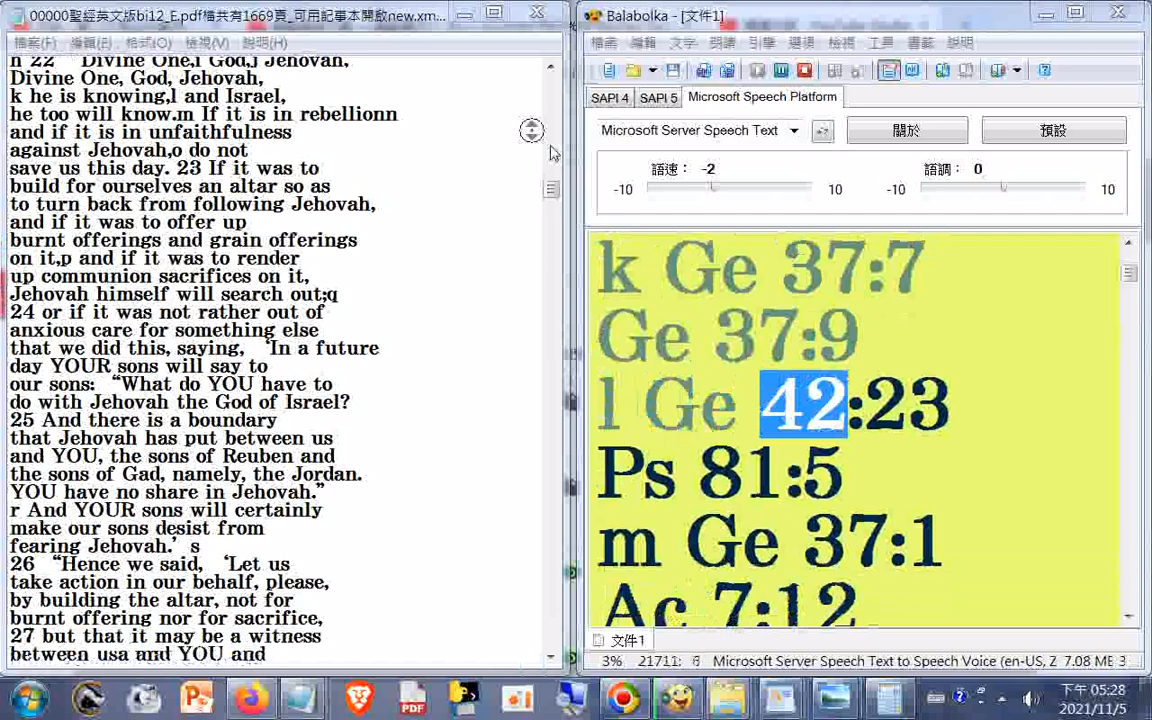 00000聖經英文版bi12_E.pdf檔共有1669頁_可用記事本開啟new.xm...
檔案(F) 編輯(E) 格式(O) 檢視(V) 說明(H)
n 22 “Divine One,i God,j Jehovah,
Divine One, God, Jehovah,
k he is knowing,l and Israel,
he too will know.m If it is in rebellionn
and if it is in unfaithfulness
against Jehovah,o do not
save us this day. 23 If it was to
build for ourselves an altar so as
to turn back from following Jehovah,
and if it was to offer up
burnt offerings and grain offerings
on it,p and if it was to render
up communion sacrifices on it,
Jehovah himself will search out;q
24 or if it was not rather out of
anxious care for something else
that we did this, saying, ‘In a future
day YOUR sons will say to
our sons: “What do YOU have to
do with Jehovah the God of Israel?
25 And there is a boundary
that Jehovah has put between us
and YOU, the sons of Reuben and
the sons of Gad, namely, the Jordan.
YOU have no share in Jehovah.”
r And YOUR sons will certainly
make our sons desist from
fearing Jehovah.’ s
26 “Hence we said, ‘Let us
take action in our behalf, please,
by building the altar, not for
burnt offering nor for sacrifice,
27 but that it may be a witness
between usa and YOU and
Balabolka - [文件1]
檔案 編輯 文字 朗讀 引擎 選項 檢視 工具 書籤 說明
SAPI 4 SAPI 5 Microsoft Speech Platform
Microsoft Server Speech Text 關於 預設
語速： -2 語調： 0
-10 10 -10 10
k Ge 37:7
Ge 37:9
l Ge 42:23
Ps 81:5
m Ge 37:1
Ac 7:12
文件1
3% 21711: Microsoft Server Speech Text to Speech Voice (en-US, Z 7.08 MB 3
PDF
下午 05:28
2021/11/5